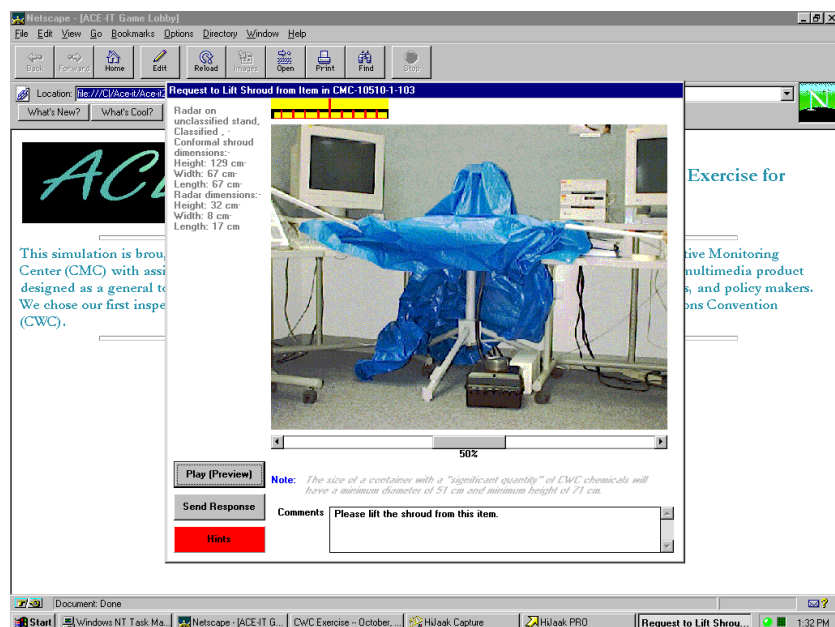 Netscape - [ACE-IT Game Lobby]
File Edit View Go Bookmarks Options Directory Window Help
Back Forward Home Edit Reload Images Open Print Find Stop
Location: file:///C|/Ace-it/Ace-it2
What's New? What's Cool?
N
Request to Lift Shroud from Item in CMC-10510-1-103
Radar on
unclassified stand,
Classified , -
Conformal shroud
dimensions:-
Height: 129 cm-
Width: 67 cm-
Length: 67 cm-
Radar dimensions:-
Height: 32 cm-
Width: 8 cm-
Length: 17 cm
50%
Play (Preview)
Send Response
Hints
Note: The size of a container with a "significant quantity" of CWC chemicals will
have a minimum diameter of 51 cm and minimum height of 71 cm.
Comments Please lift the shroud from this item.
Exercise for
This simulation is brou tive Monitoring
Center (CMC) with assi multimedia product
designed as a general to s, and policy makers.
We chose our first inspe ons Convention
(CWC).
Document: Done
Start Windows NT Task Ma... Netscape - [ACE-IT G... CWC Exercise -- October, ... HiJaak Capture HiJaak PRO Request to Lift Shrou... 1:32 PM